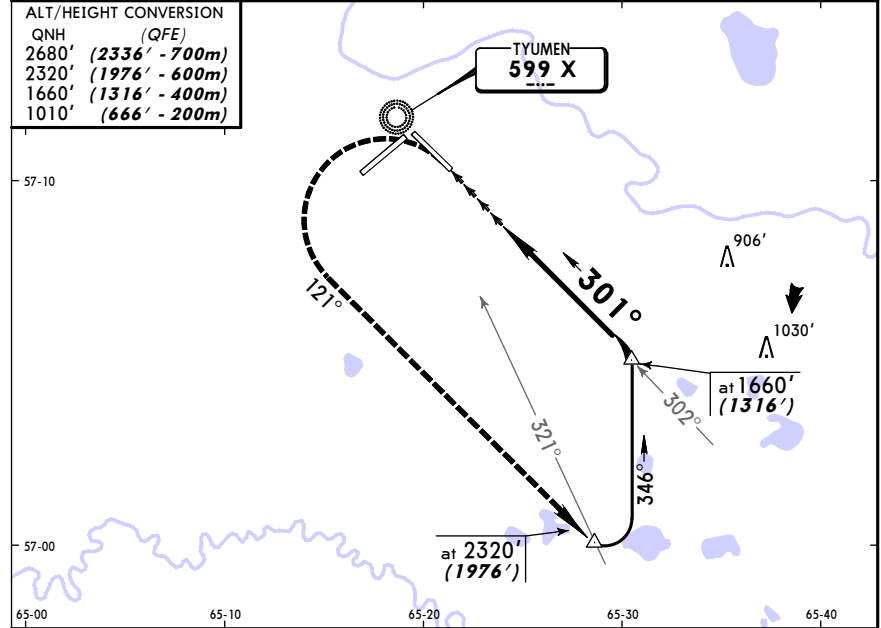 ALT/HEIGHT CONVERSION
QNH (QFE)
2680' (2336' - 700m)
2320' (1976' - 600m)
1660' (1316' - 400m)
1010' (666' - 200m)
TYUMEN
599 X
57-10
906'
301°
121°
1030'
at 1660'
(1316')
302°
321°
346°
57-00
at 2320'
(1976')
65-00 65-10 65-20 65-30 65-40